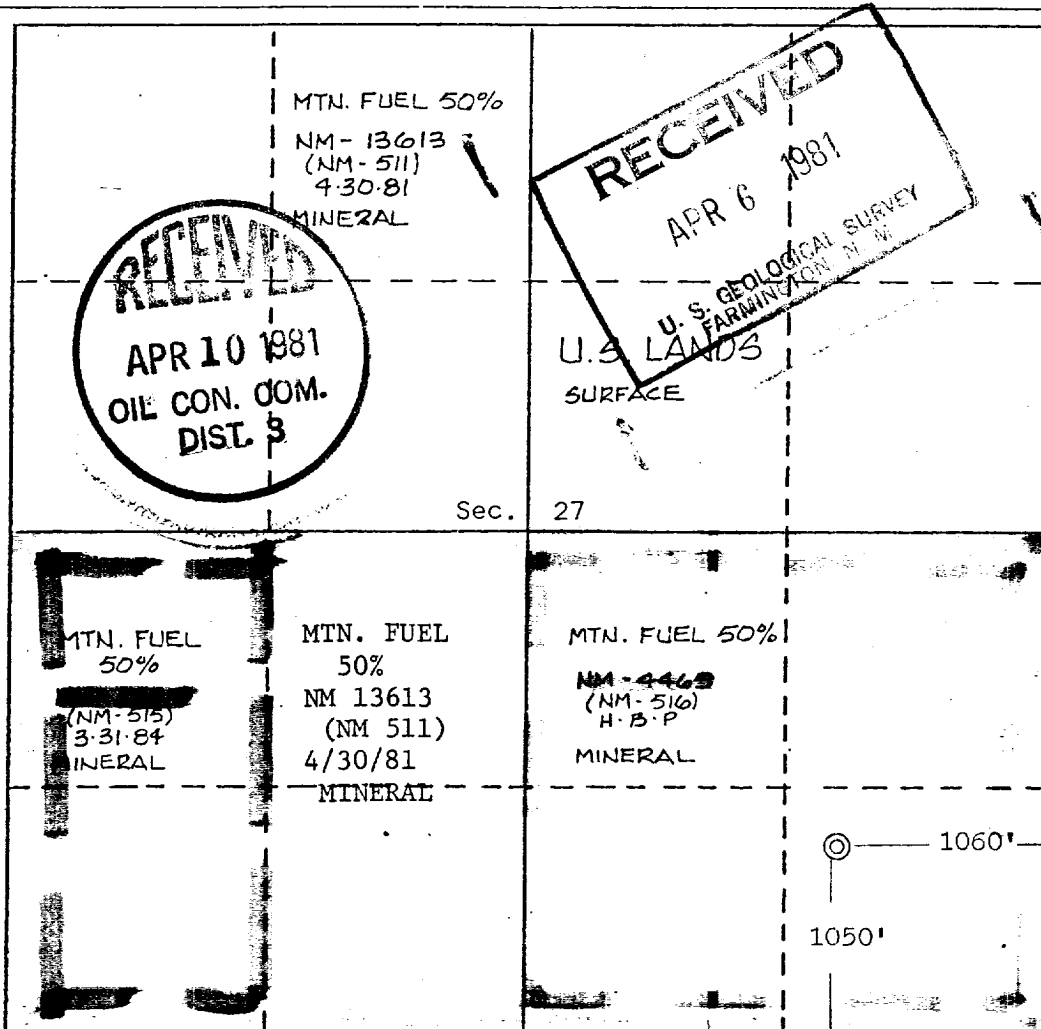 MTN. FUEL 50%
NM-13613
(NM-511)
4·30·81
MINERAL
RECEIVED
APR 6 1981
U. S. GEOLOGICAL SURVEY
FARMINGTON N. M.
RECEIVED
APR 10 1981
OIL CON. COM.
DIST. 3
U.S. LANDS
SURFACE
Sec. 27
MTN. FUEL
50%
(NM-515)
3·31·84
MINERAL
MTN. FUEL
50%
NM 13613
(NM 511)
4/30/81
MINERAL
MTN. FUEL 50%
(NM-516)
H·B·P
MINERAL
1060'
1050'